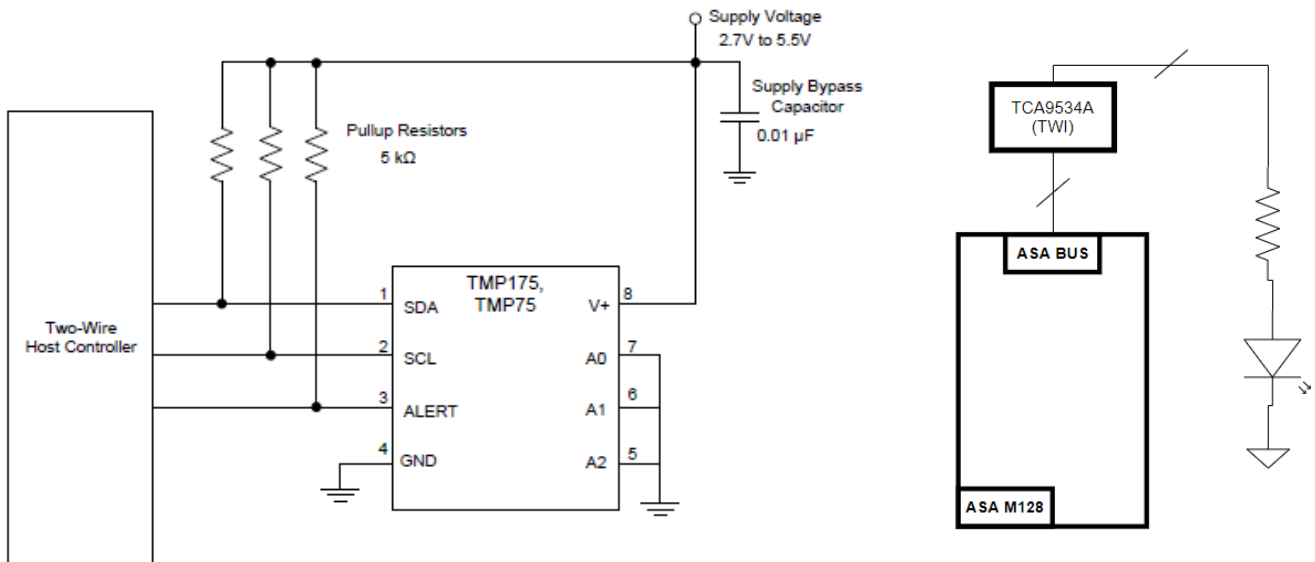 Supply Voltage
2.7V to 5.5V
Supply Bypass
Capacitor
0.01 µF
Pullup Resistors
5 kΩ
Two-Wire
Host Controller
TMP175,
TMP75
1
SDA
2
SCL
3
ALERT
4
GND
8
V+
7
A0
6
A1
5
A2
TCA9534A
(TWI)
ASA BUS
ASA M128